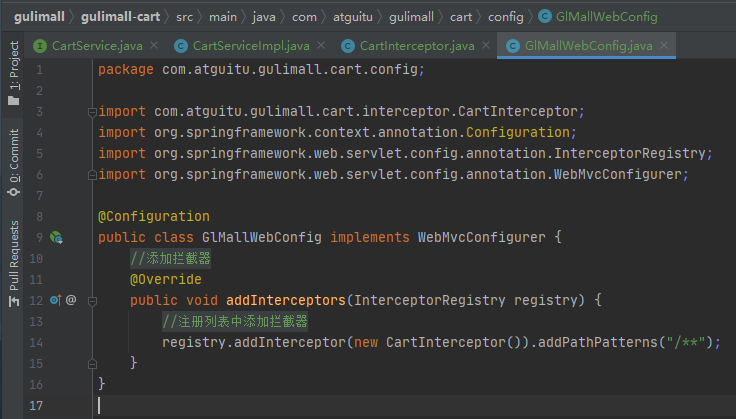 gulimall > gulimall-cart > src > main > java > com > atguitu > gulimall > cart > config > GlMallWebConfig
CartService.java CartServiceImpl.java CartInterceptor.java GlMallWebConfig.java
1: Project
0: Commit
Pull Requests
1 package com.atguitu.gulimall.cart.config;
2
3 import com.atguitu.gulimall.cart.interceptor.CartInterceptor;
4 import org.springframework.context.annotation.Configuration;
5 import org.springframework.web.servlet.config.annotation.InterceptorRegistry;
6 import org.springframework.web.servlet.config.annotation.WebMvcConfigurer;
7
8 @Configuration
9 public class GlMallWebConfig implements WebMvcConfigurer {
10 //添加拦截器
11 @Override
12 @ public void addInterceptors(InterceptorRegistry registry) {
13 //注册列表中添加拦截器
14 registry.addInterceptor(new CartInterceptor()).addPathPatterns("/**");
15 }
16 }
17